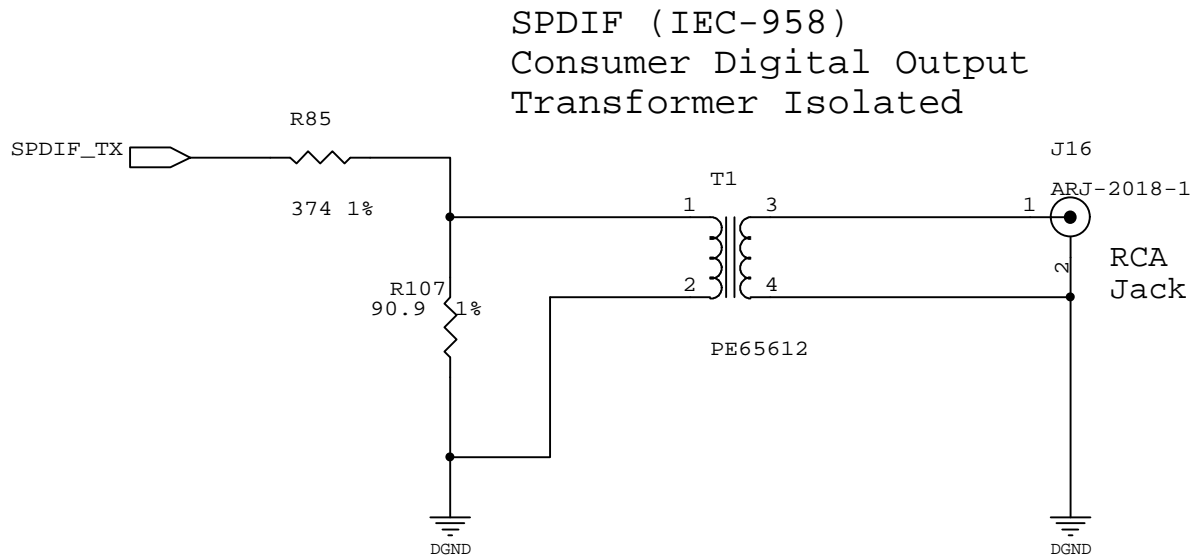 SPDIF (IEC-958)
Consumer Digital Output
Transformer Isolated
R85
SPDIF_TX
374 1%
J16
ARJ-2018-1
T1
1
3
1
R107
90.9 1%
2
4
2
RCA
Jack
PE65612
DGND
DGND